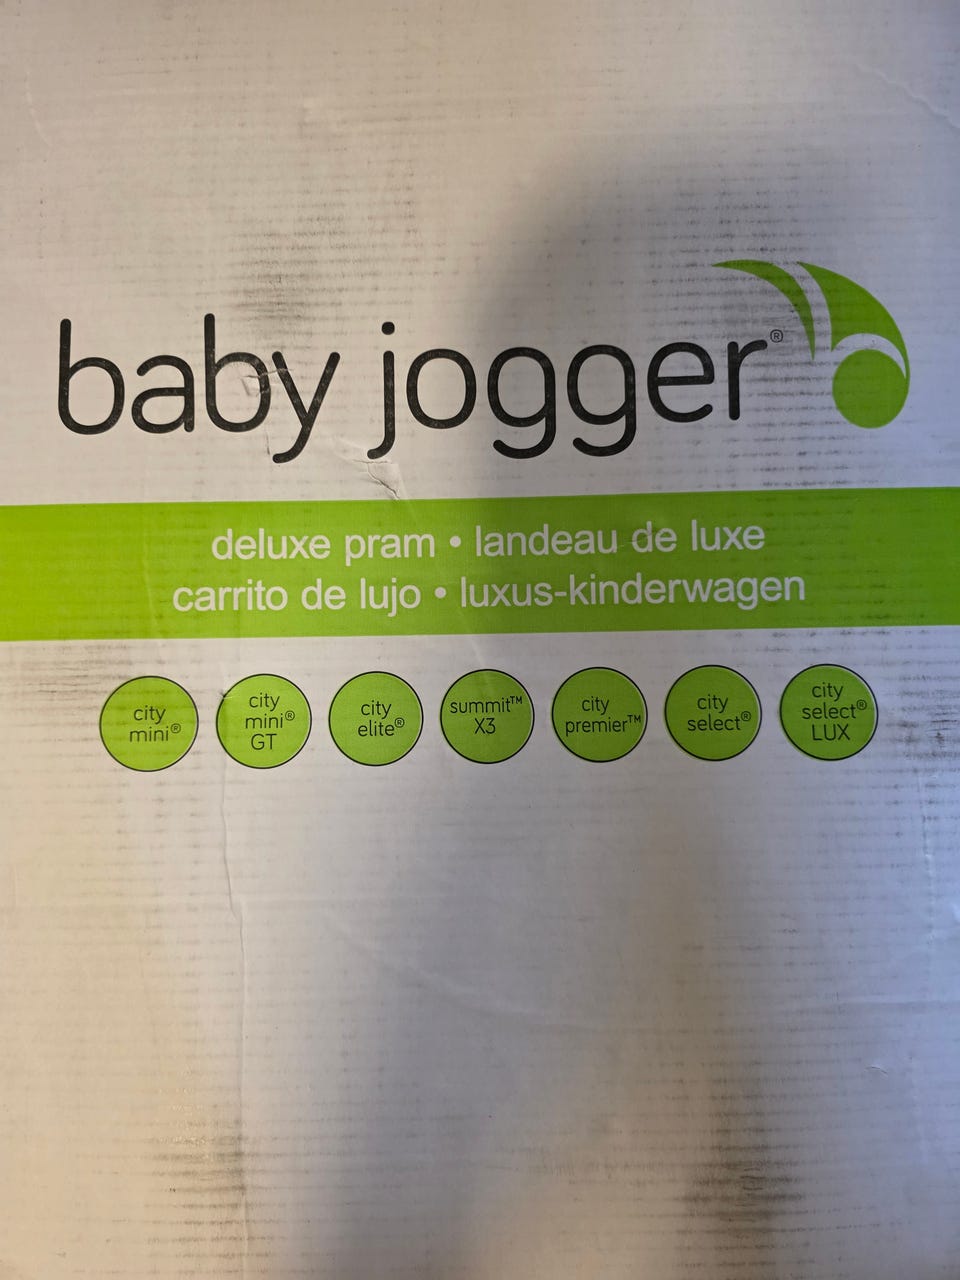 baby jogger®
deluxe pram • landeau de luxe
carrito de lujo • luxus-kinderwagen
city
mini®
city
mini®
GT
city
elite®
summit™
X3
city
premier™
city
select®
city
select®
LUX